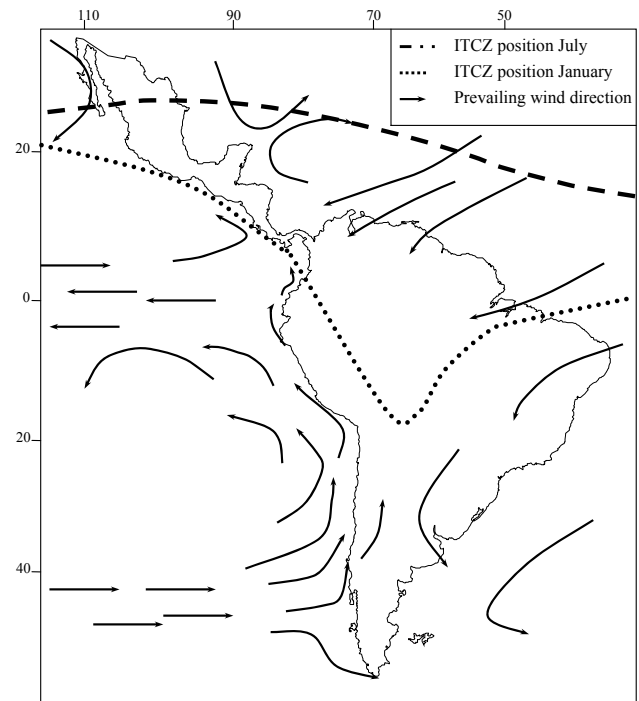 110 90 70 50
ITCZ position July
ITCZ position January
Prevailing wind direction
20
0
20
40